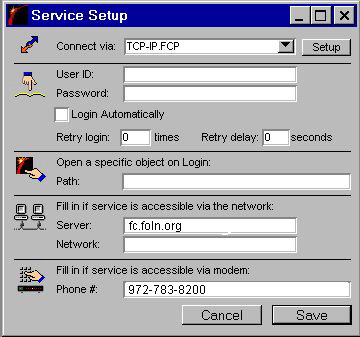 Service Setup
Connect via: TCP-IP.FCP Setup
User ID:
Password:
Login Automatically
Retry login: 0 times Retry delay: 0 seconds
Open a specific object on Login:
Path:
Fill in if service is accessible via the network:
Server: fc.foln.org
Network:
Fill in if service is accessible via modem:
Phone #: 972-783-8200
Cancel Save